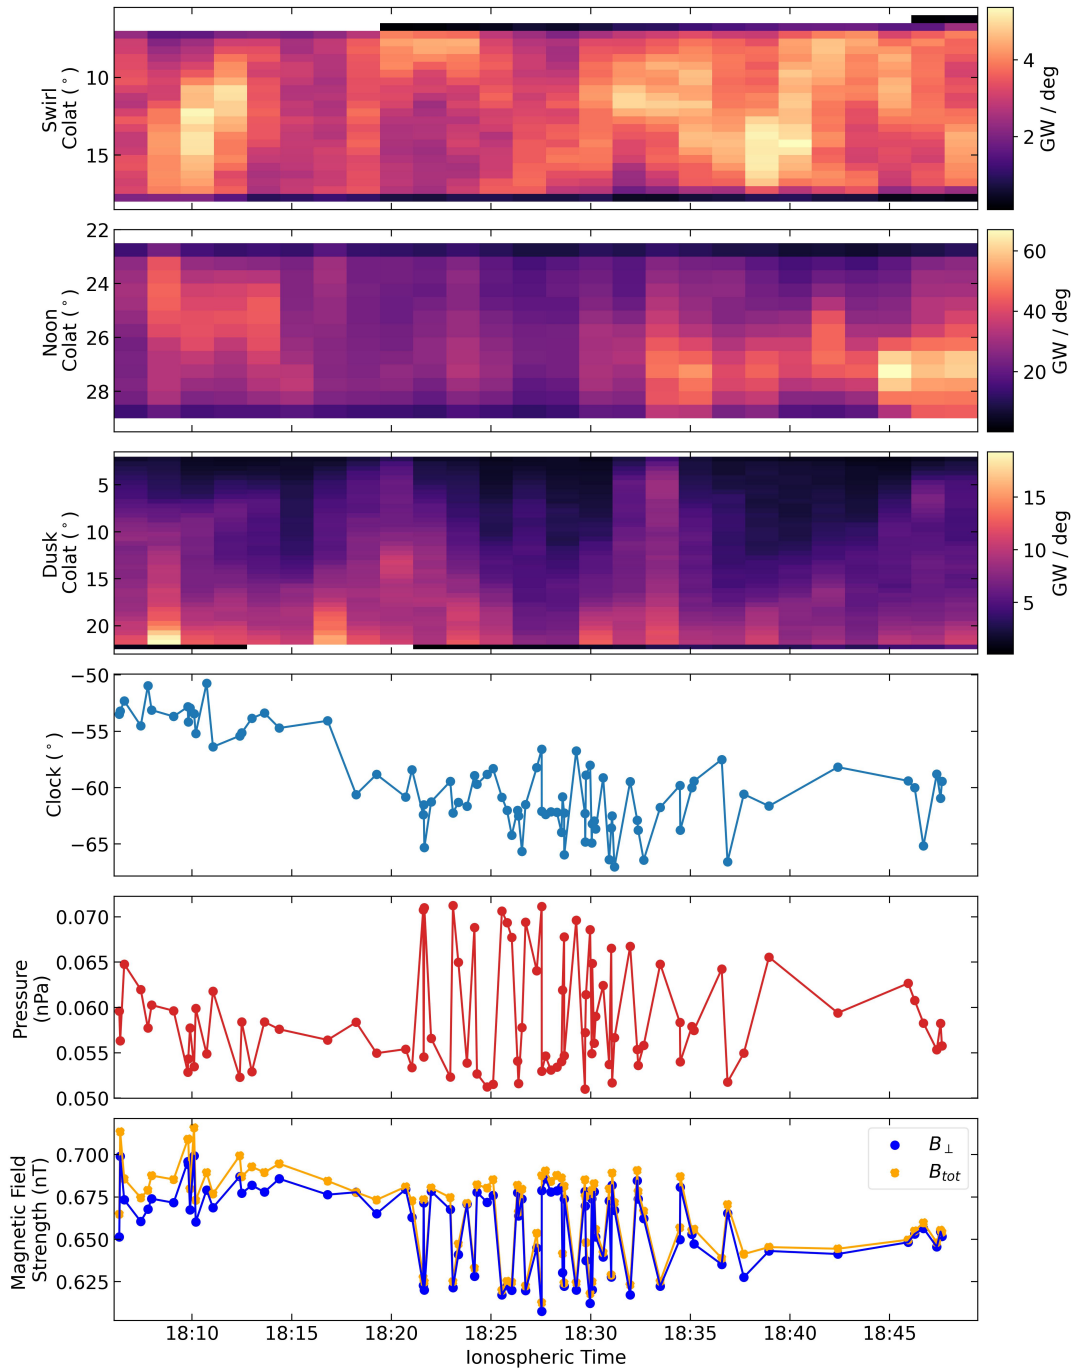 Swirl
Colat (°)
10
15
4
2
GW / deg
Noon
Colat (°)
22
24
26
28
60
40
20
GW / deg
Dusk
Colat (°)
5
10
15
20
15
10
5
GW / deg
Clock (°)
−50
−55
−60
−65
Pressure
(nPa)
0.070
0.065
0.060
0.055
0.050
Magnetic Field
Strength (nT)
0.700
0.675
0.650
0.625
B⊥
Btot
18:10 18:15 18:20 18:25 18:30 18:35 18:40 18:45
Ionospheric Time